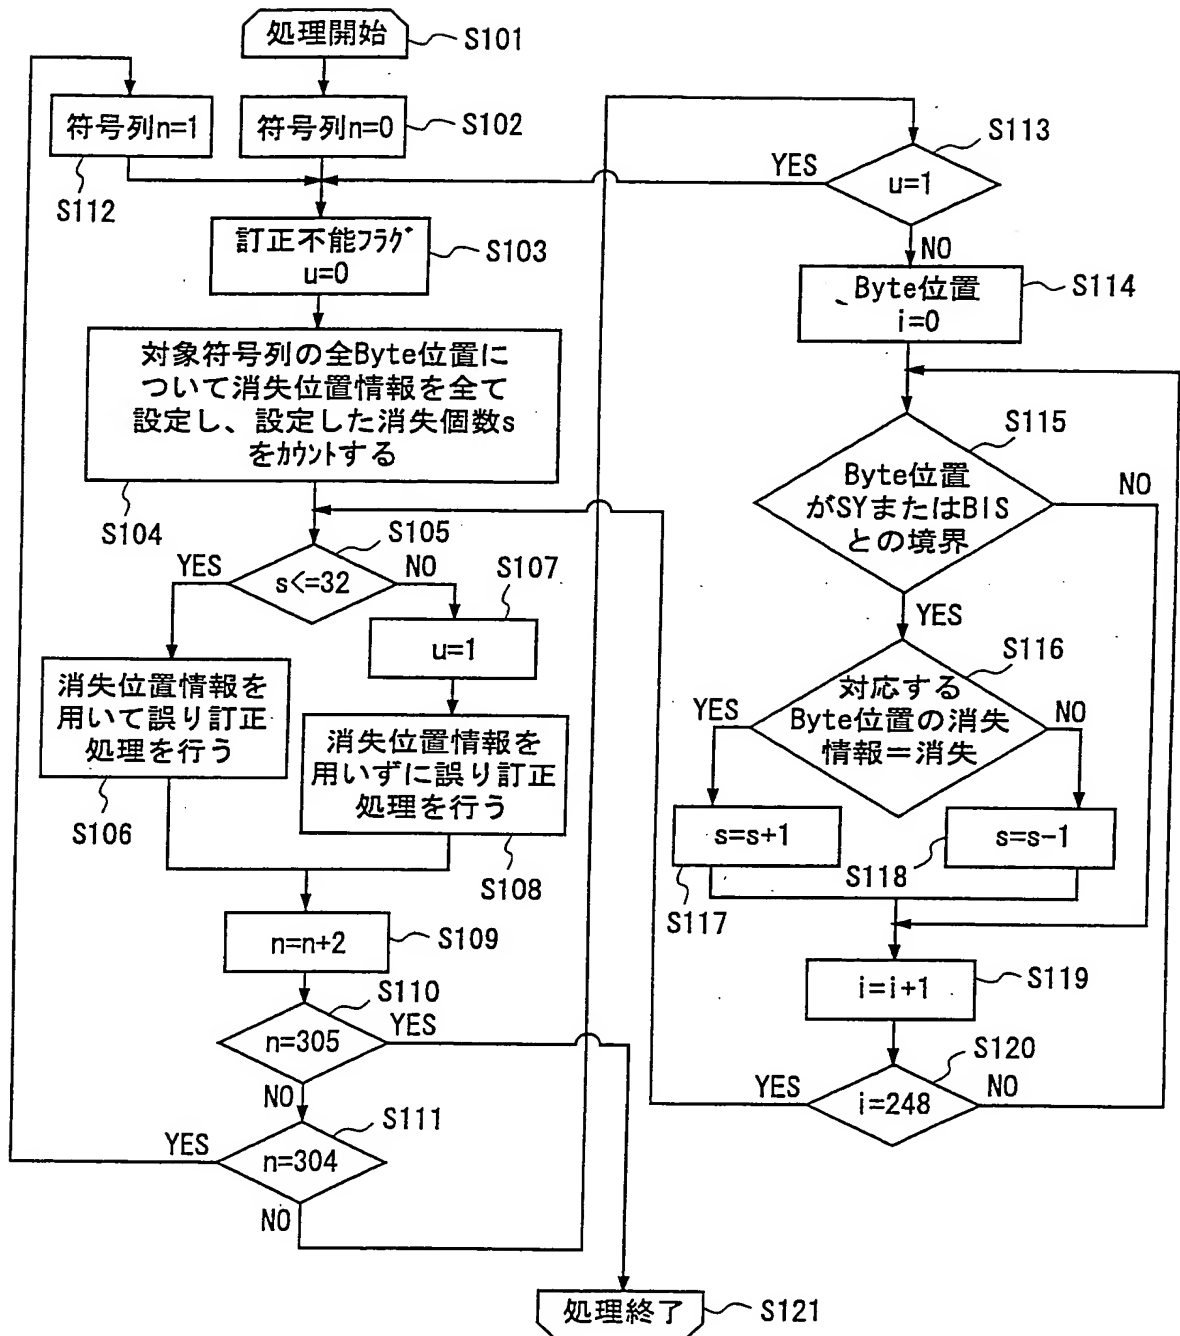 処理開始
S101
符号列n=1
S112
符号列n=0
S102
訂正不能フラグ
u=0
S103
対象符号列の全Byte位置に
ついて消失位置情報を全て
設定し、設定した消失個数s
をカウントする
S104
S105
s<=32
YES
NO
S107
u=1
消失位置情報を
用いて誤り訂正
処理を行う
S106
消失位置情報を
用いずに誤り訂正
処理を行う
S108
n=n+2
S109
S110
n=305
YES
NO
S111
n=304
YES
NO
S113
u=1
YES
NO
Byte位置
i=0
S114
S115
Byte位置
がSYまたはBIS
との境界
NO
YES
S116
対応する
Byte位置の消失
情報=消失
YES
NO
s=s+1
S117
s=s-1
S118
i=i+1
S119
S120
i=248
YES
NO
処理終了
S121